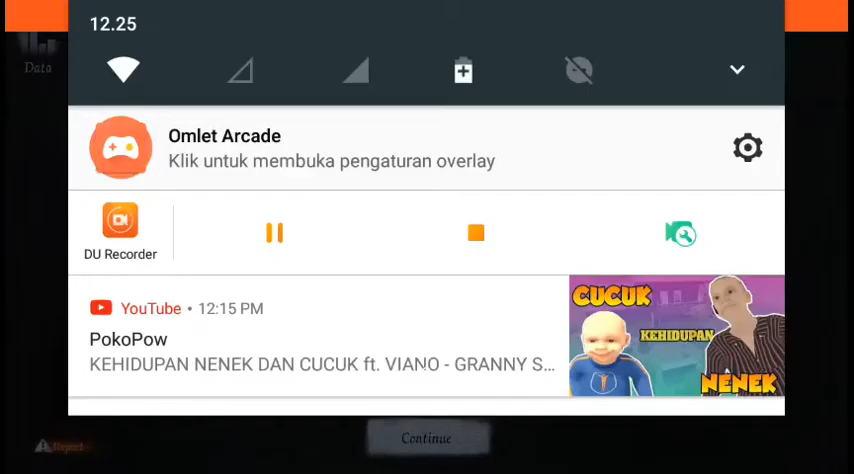 12.25
Data
Omlet Arcade
Klik untuk membuka pengaturan overlay
DU Recorder
YouTube • 12:15 PM
PokoPow
KEHIDUPAN NENEK DAN CUCUK ft. VIANO - GRANNY S...
CUCUK
KEHIDUPAN
NENEK
Continue
Report